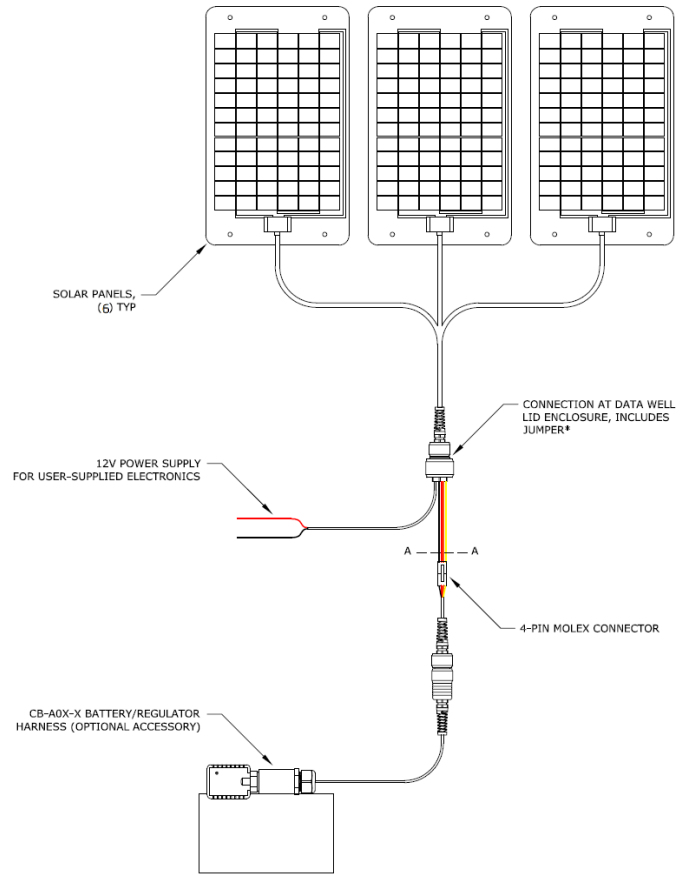 SOLAR PANELS,
(6) TYP
CONNECTION AT DATA WELL
LID ENCLOSURE, INCLUDES
JUMPER*
12V POWER SUPPLY
FOR USER-SUPPLIED ELECTRONICS
A
A
4-PIN MOLEX CONNECTOR
CB-A0X-X BATTERY/REGULATOR
HARNESS (OPTIONAL ACCESSORY)